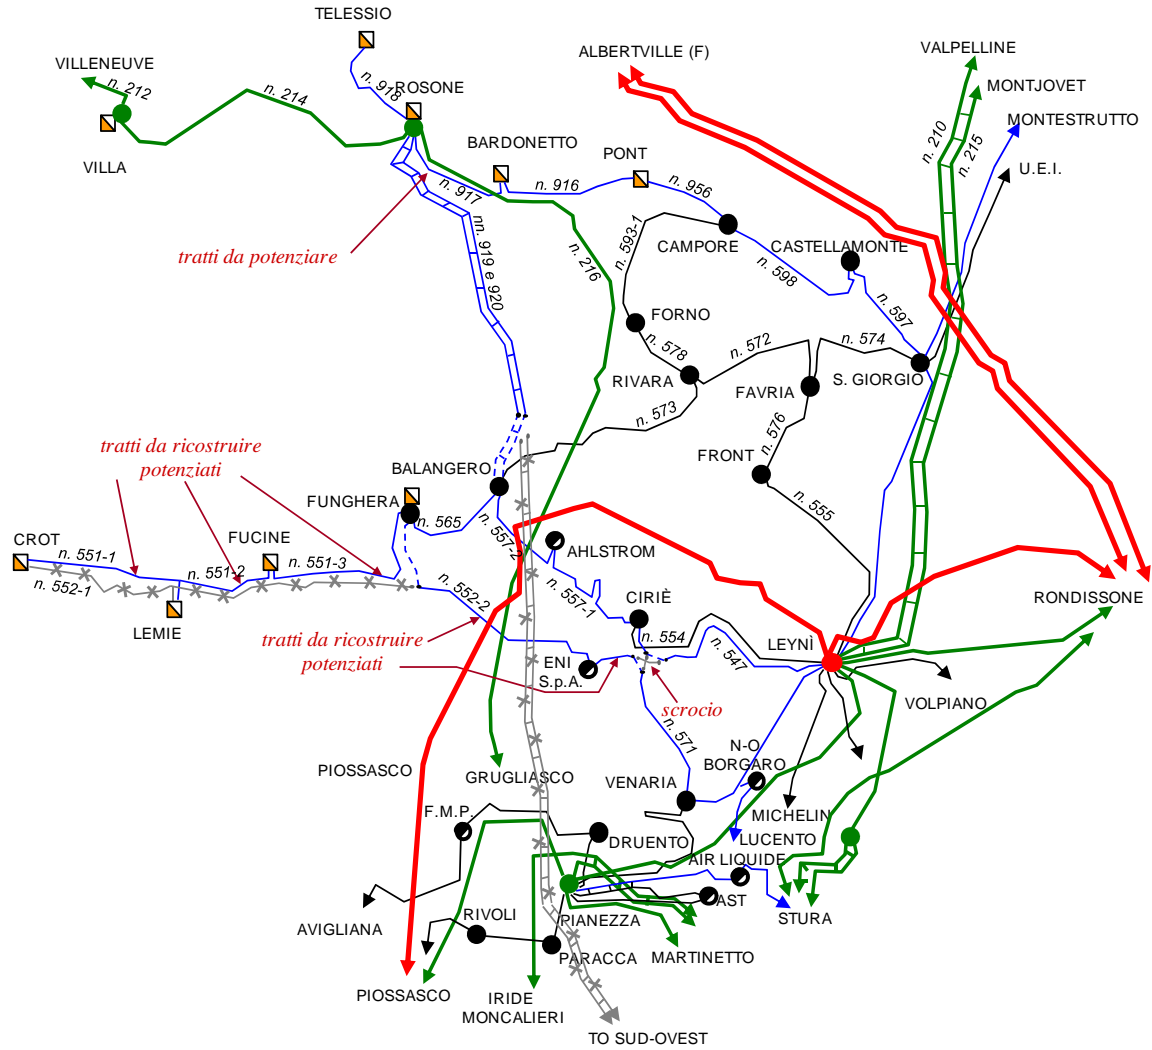 TELESSIO
VILLENEUVE
n. 212
n. 214
n. 918
ROSONE
VILLA
ALBERTVILLE (F)
VALPELLINE
MONTJOVET
MONTESTRUTTO
U.E.I.
n. 210
n. 215
BARDONETTO
PONT
n. 917
n. 916
n. 956
tratti da potenziare
nn. 919 e 920
n. 216
n. 593-1
CAMPORE
CASTELLAMONTE
n. 598
n. 597
FORNO
n. 578
n. 572
n. 574
RIVARA
FAVRIA
S. GIORGIO
n. 573
n. 576
FRONT
n. 555
tratti da ricostruire
potenziati
BALANGERO
FUNGHERA
n. 565
n. 557-2
AHLSTROM
CROT
n. 551-1
FUCINE
n. 551-2
n. 551-3
n. 552-1
LEMIE
n. 552-2
n. 557-1
CIRIÈ
RONDISSONE
tratti da ricostruire
potenziati
n. 554
LEYNÌ
n. 547
ENI
S.p.A.
scrocio
VOLPIANO
n. 571
N-O
BORGARO
PIOSSASCO
GRUGLIASCO
VENARIA
MICHELIN
F.M.P.
DRUENTO
LUCENTO
AIR LIQUIDE
AST
STURA
AVIGLIANA
RIVOLI
PIANEZZA
PARACCA
MARTINETTO
PIOSSASCO
IRIDE
MONCALIERI
TO SUD-OVEST